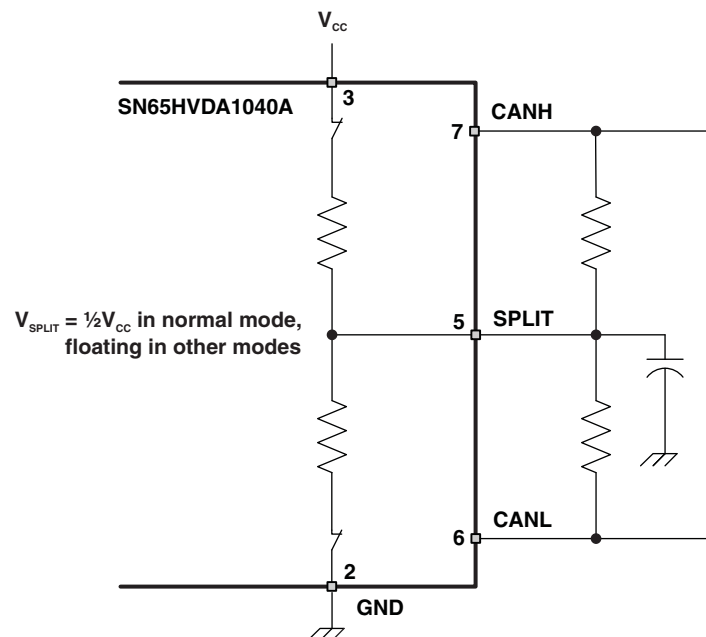 V_CC
SN65HVDA1040A
3
7
CANH
V_SPLIT = ½V_CC in normal mode,
floating in other modes
5
SPLIT
6
CANL
2
GND